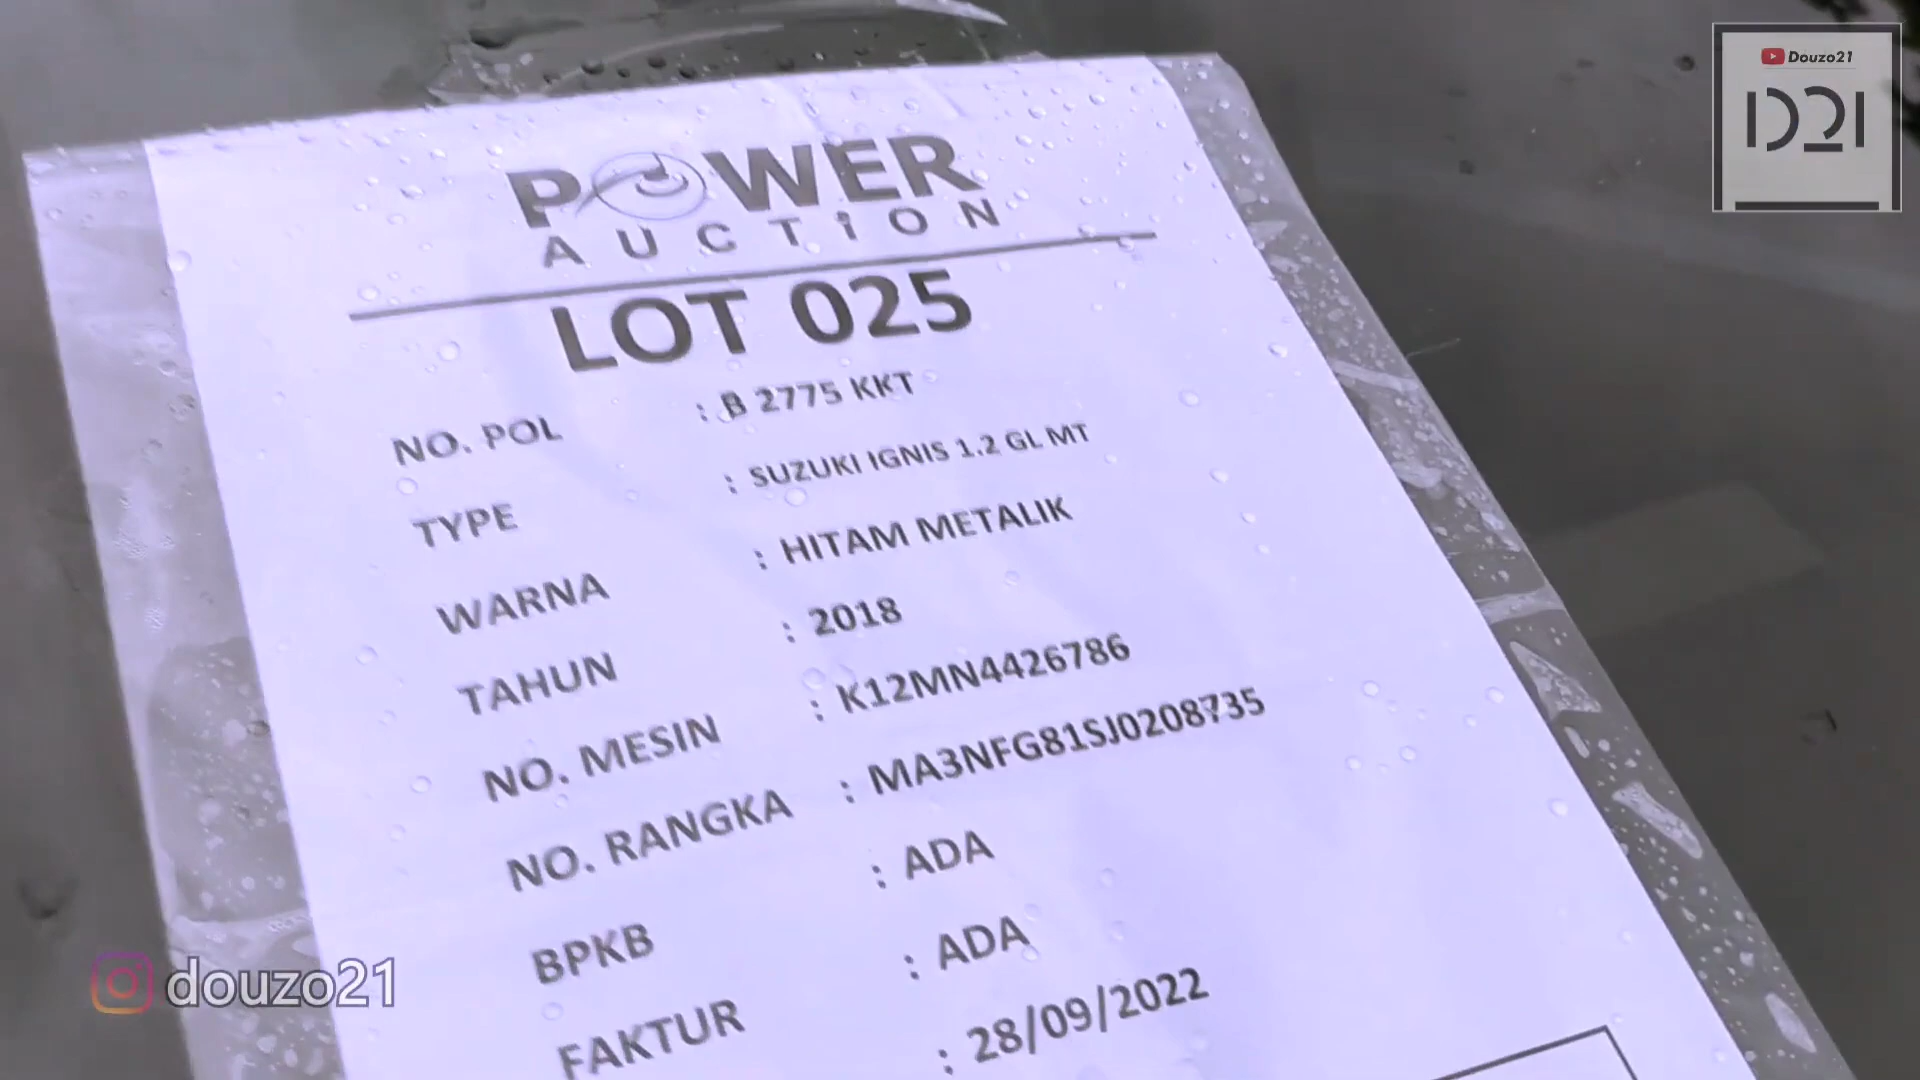 Douzo21
D21
POWER
AUCTiON
LOT 025
NO. POL : B 2775 KKT
TYPE : SUZUKI IGNIS 1.2 GL MT
WARNA : HITAM METALIK
TAHUN : 2018
NO. MESIN : K12MN4426786
NO. RANGKA : MA3NFG81SJ0208735
BPKB : ADA
FAKTUR : ADA
: 28/09/2022
douzo21